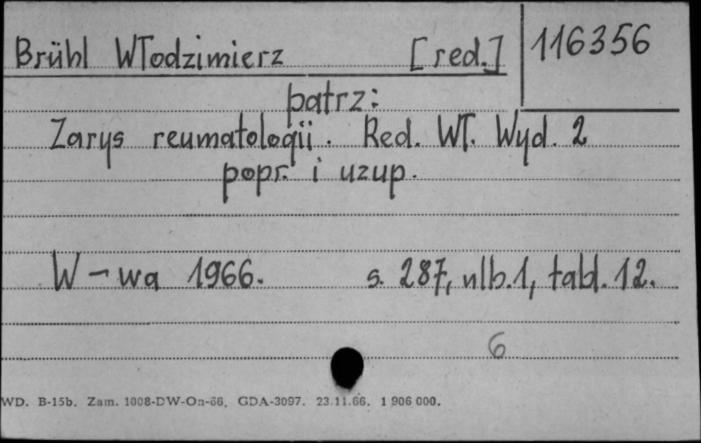 Brühl Włodzimierz [red.] 116356
patrz:
Zarys reumatologii. Red. Wł. Wyd. 2
popr. i uzup.
W-wa 1966. s. 287, nlb.1, tabl. 12.
6
WD. B-15b. Zam. 1008-DW-On-66. GDA-3097. 23.11.66. 1 906 000.